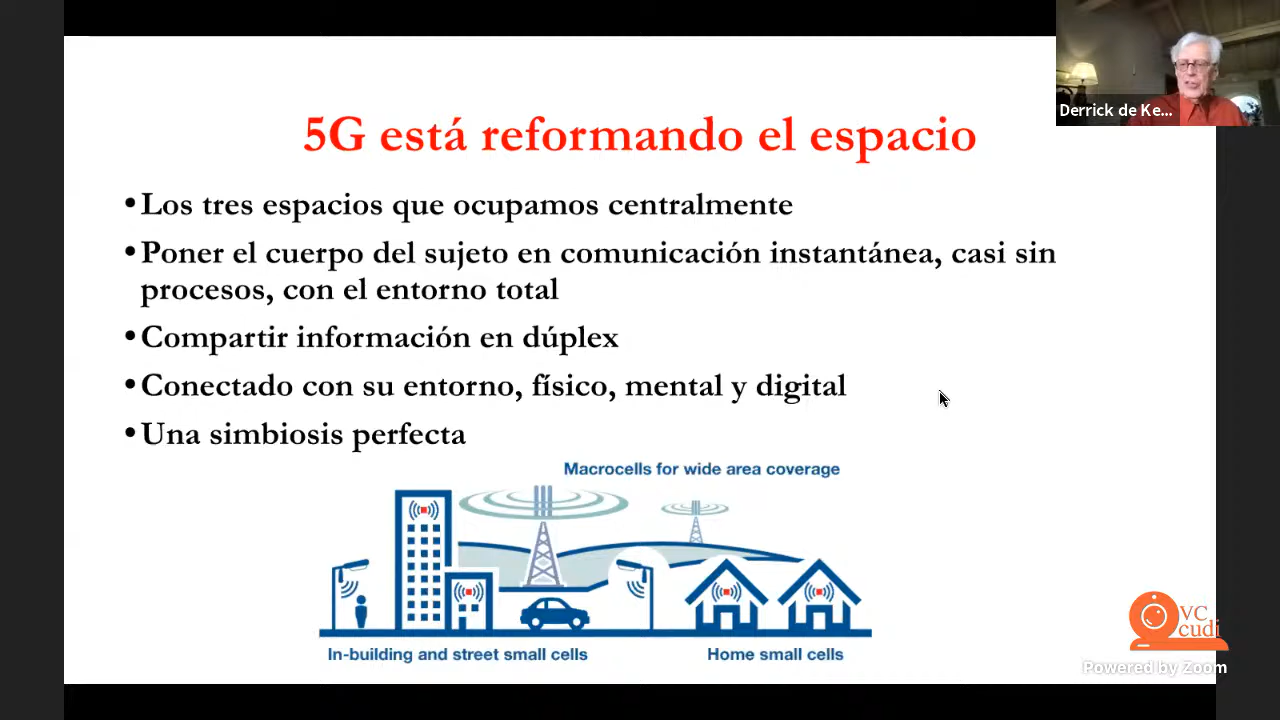 Derrick de Ke...
5G está reformando el espacio
• Los tres espacios que ocupamos centralmente
• Poner el cuerpo del sujeto en comunicación instantánea, casi sin
procesos, con el entorno total
• Compartir información en dúplex
• Conectado con su entorno, físico, mental y digital
• Una simbiosis perfecta
Macrocells for wide area coverage
In-building and street small cells
Home small cells
VC
cudi
Powered by Zoom